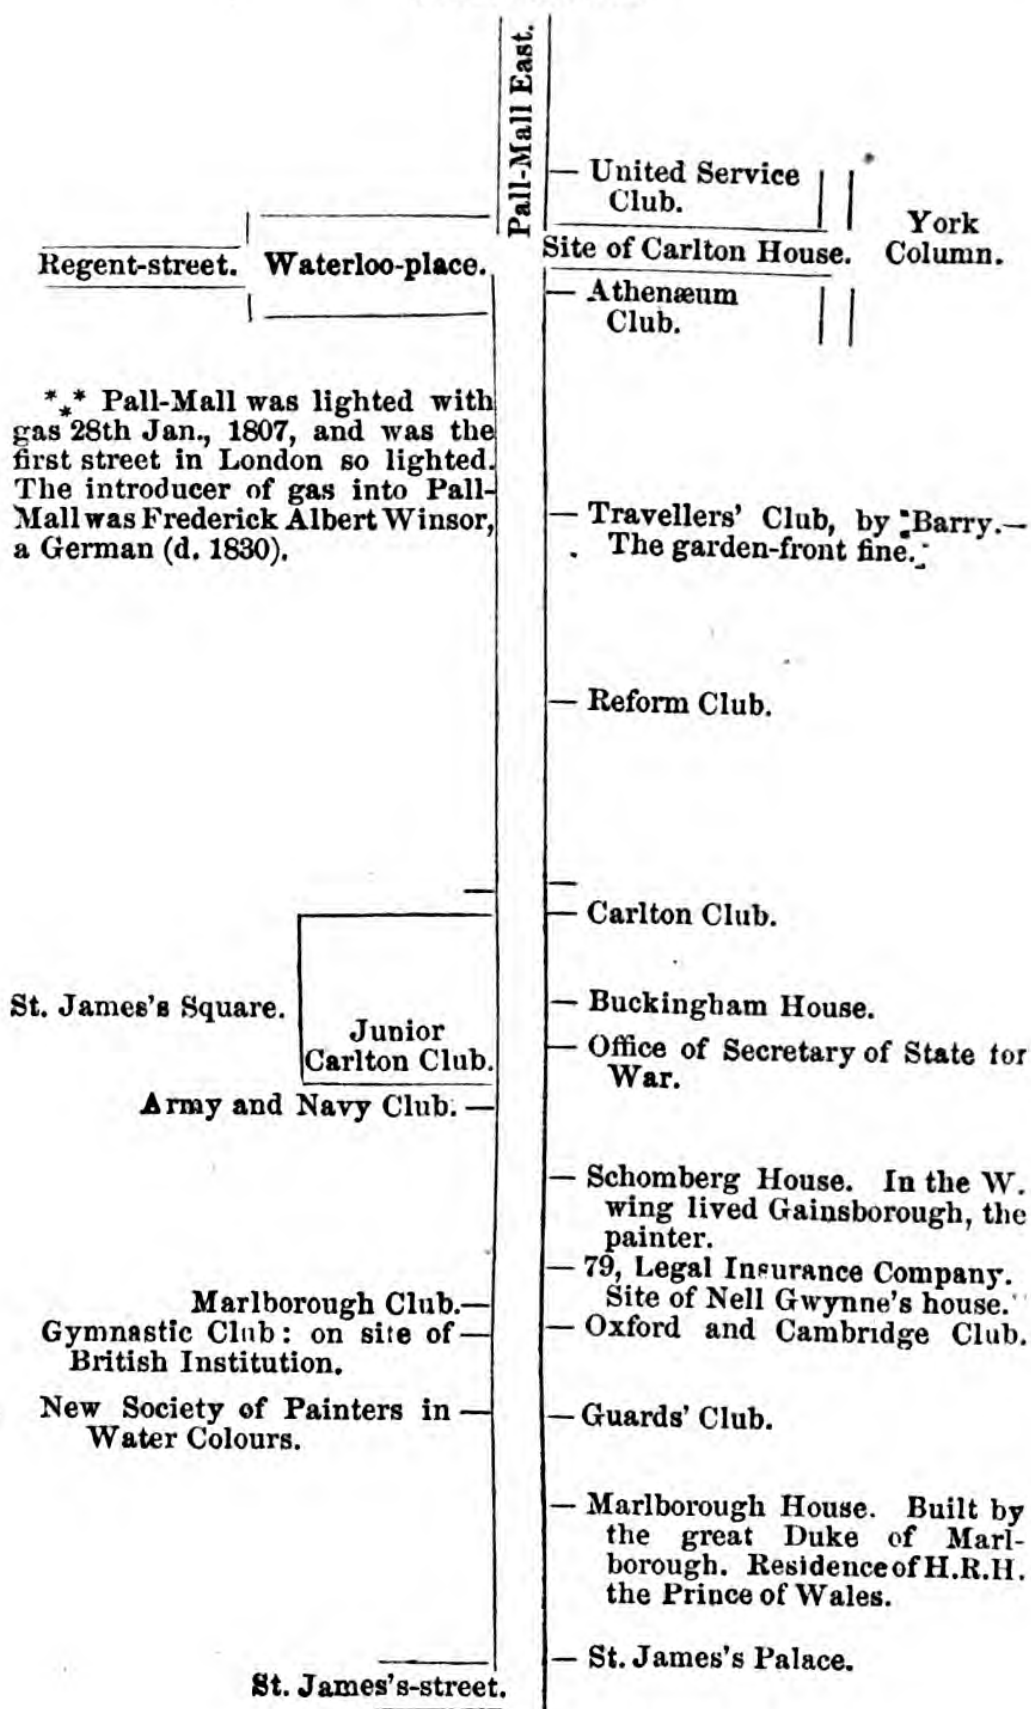 Pall-Mall East.
— United Service
Club.
York
Column.
Site of Carlton House.
Regent-street. Waterloo-place.
— Athenæum
Club.
*⁎* Pall-Mall was lighted with
gas 28th Jan., 1807, and was the
first street in London so lighted.
The introducer of gas into Pall-
Mall was Frederick Albert Winsor,
a German (d. 1830).
— Travellers' Club, by Barry.—
The garden-front fine.
— Reform Club.
— Carlton Club.
St. James's Square.
Junior
Carlton Club.
— Buckingham House.
— Office of Secretary of State for
War.
Army and Navy Club. —
— Schomberg House. In the W.
wing lived Gainsborough, the
painter.
— 79, Legal Insurance Company.
Site of Nell Gwynne's house.
Marlborough Club.—
Gymnastic Club: on site of —
British Institution.
— Oxford and Cambridge Club.
New Society of Painters in —
Water Colours.
— Guards' Club.
— Marlborough House. Built by
the great Duke of Marl-
borough. Residence of H.R.H.
the Prince of Wales.
— St. James's Palace.
St. James's-street.